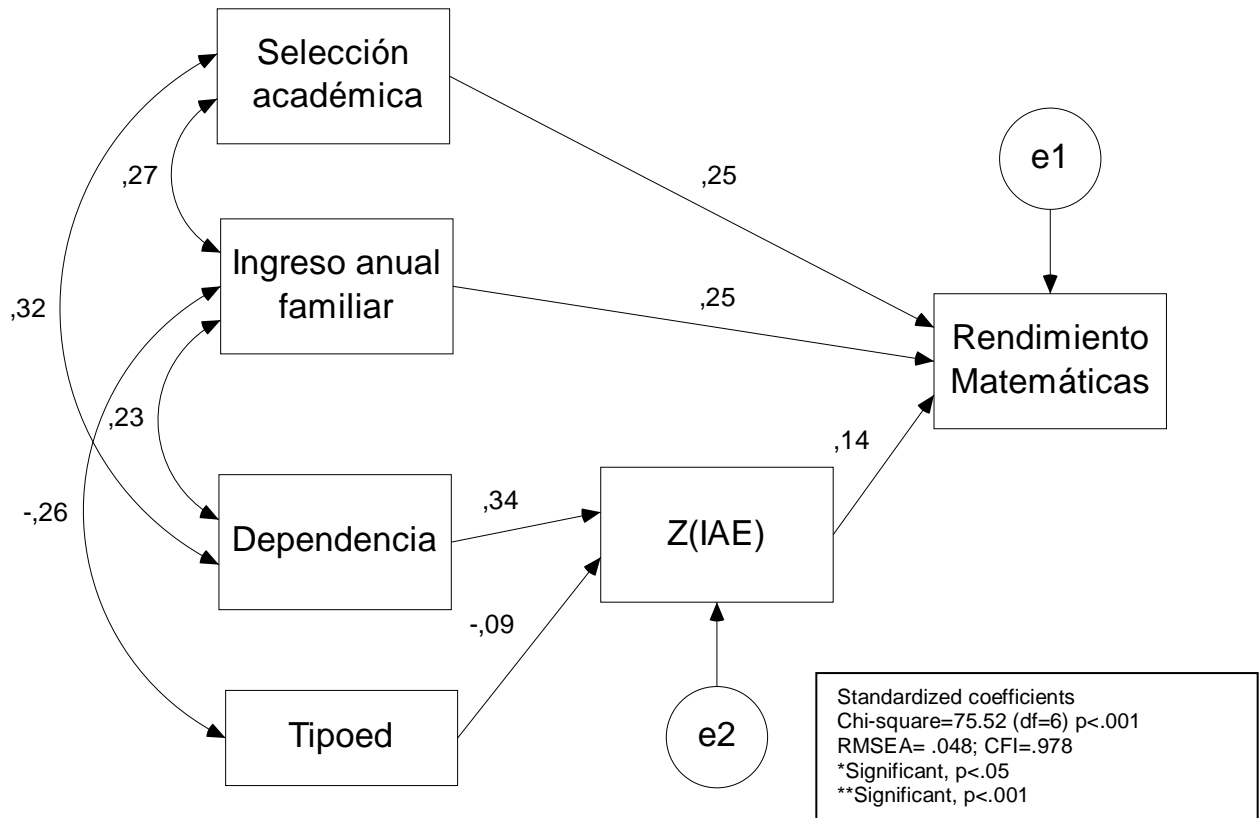 Selección
académica
e1
,27
,25
Ingreso anual
familiar
,25
,32
Rendimiento
Matemáticas
,23
,14
-,26
,34
Dependencia
Z(IAE)
-,09
Tipoed
e2
Standardized coefficients
Chi-square=75.52 (df=6) p<.001
RMSEA= .048; CFI=.978
*Significant, p<.05
**Significant, p<.001